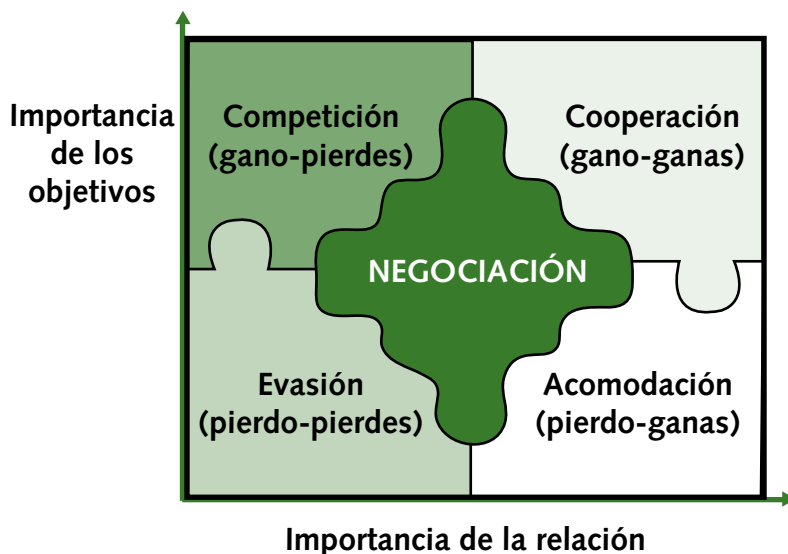 Importancia
de los
objetivos
Competición
(gano-pierdes)
Cooperación
(gano-ganas)
NEGOCIACIÓN
Evasión
(pierdo-pierdes)
Acomodación
(pierdo-ganas)
Importancia de la relación